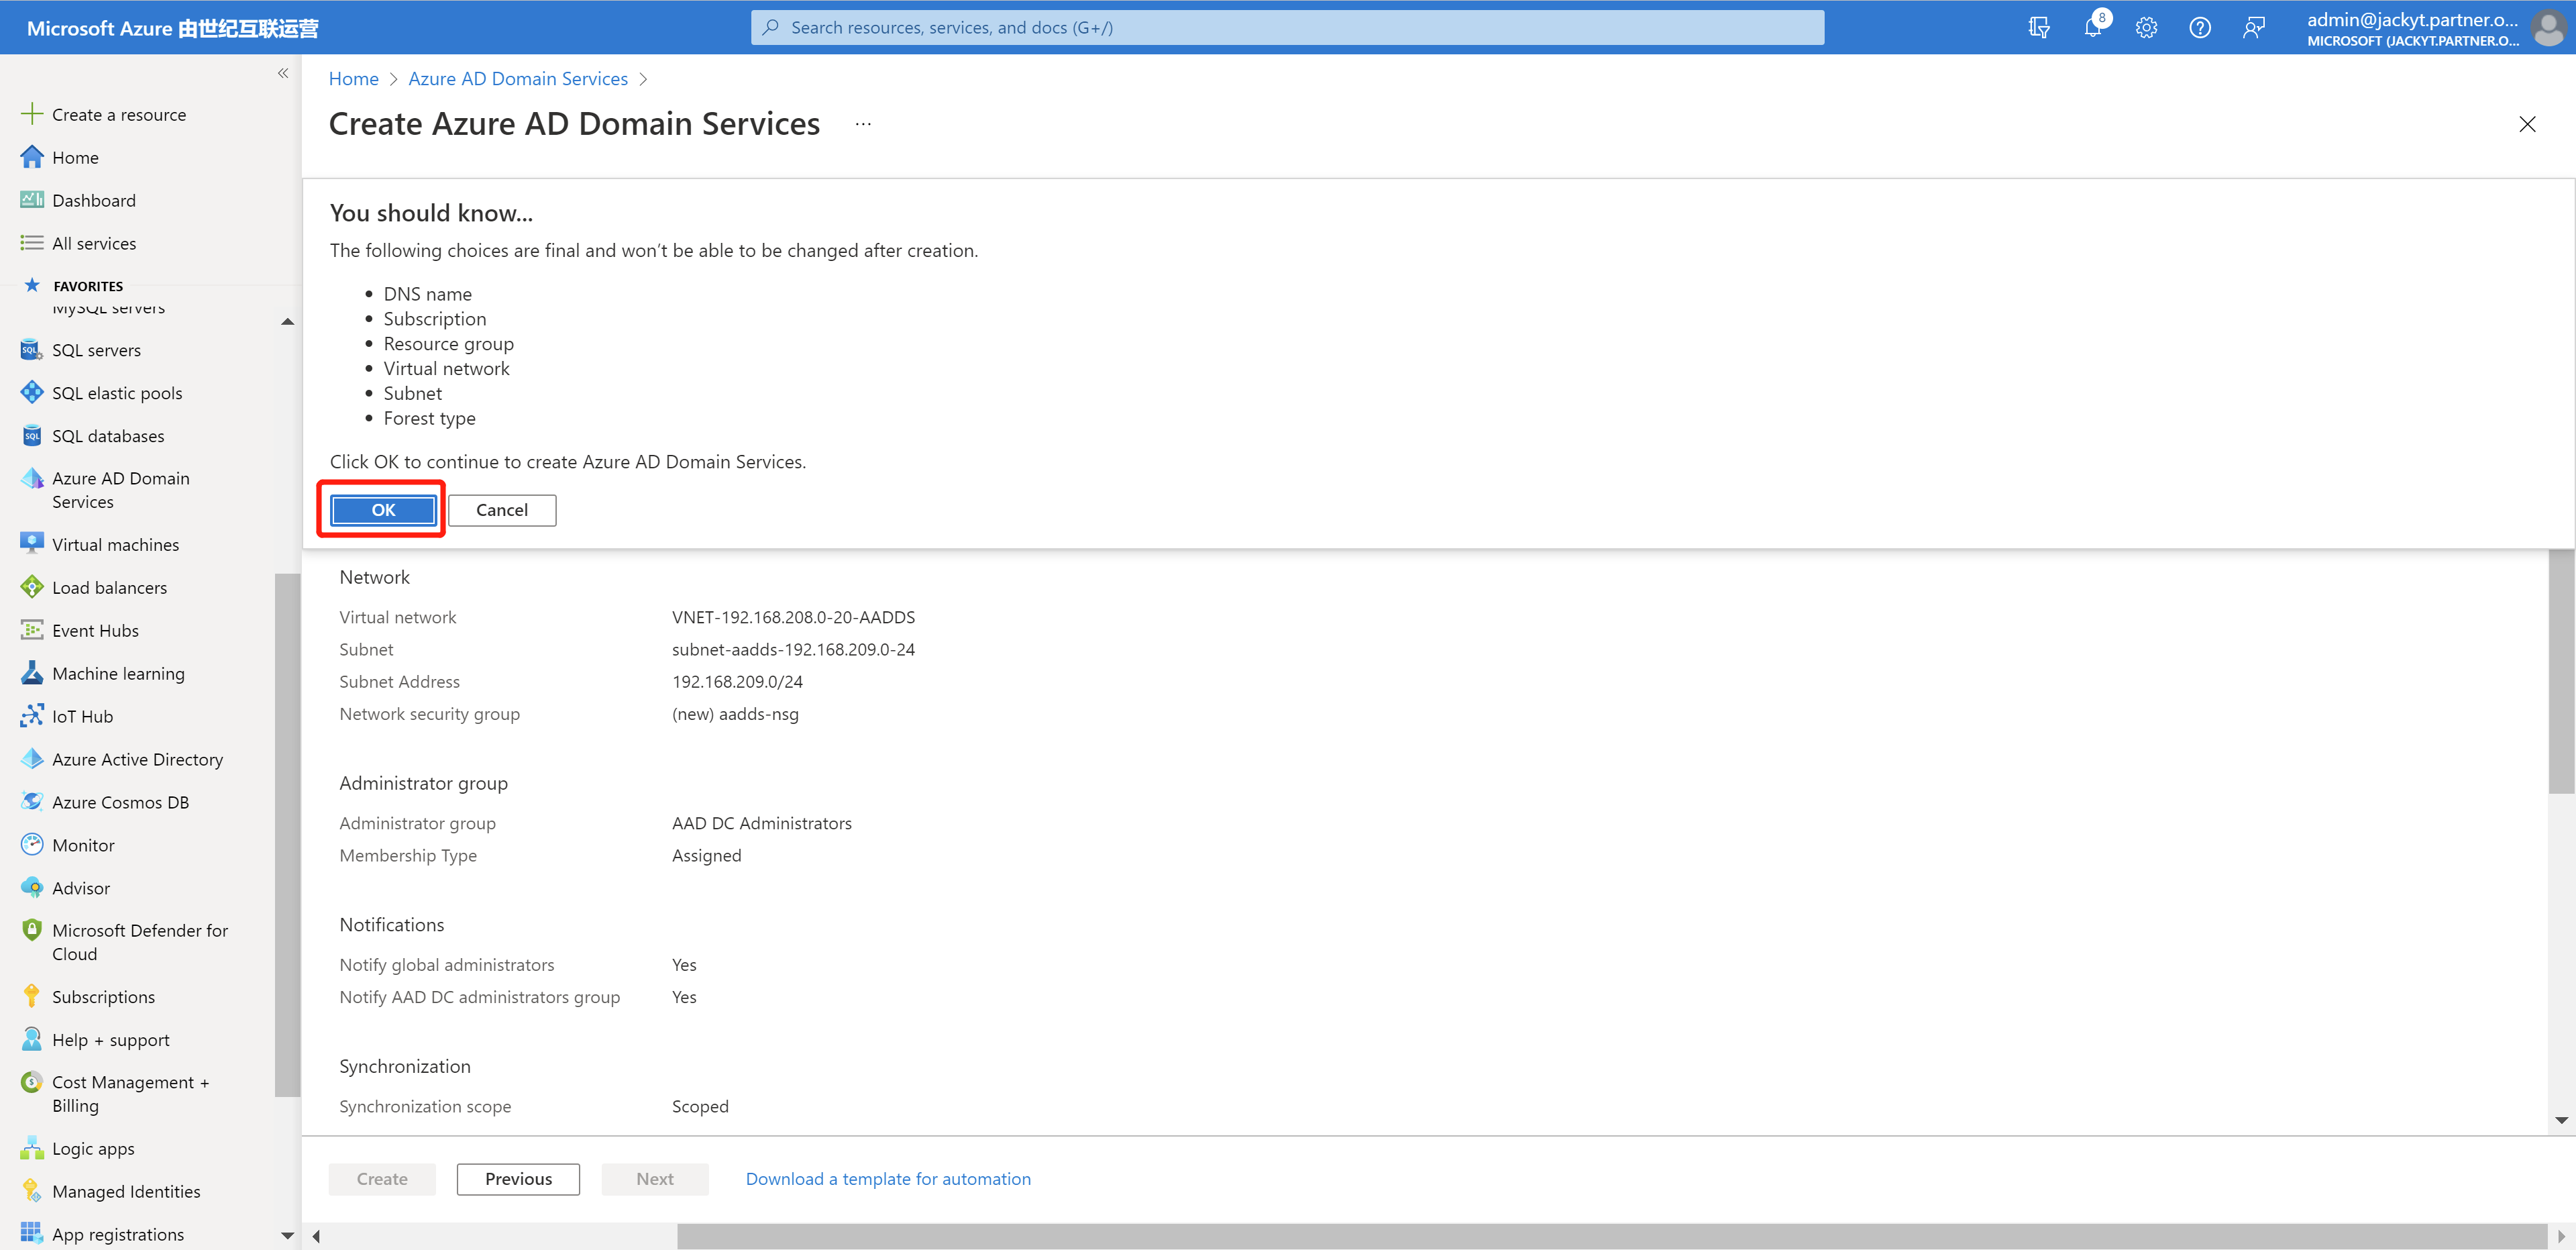 Microsoft Azure 由世纪互联运营
Search resources, services, and docs (G+/)
8
admin@jackyt.partner.o...
MICROSOFT (JACKYT.PARTNER.O...
Create a resource
Home
Dashboard
All services
FAVORITES
MySQL servers
SQL servers
SQL elastic pools
SQL databases
Azure AD Domain
Services
Virtual machines
Load balancers
Event Hubs
Machine learning
IoT Hub
Azure Active Directory
Azure Cosmos DB
Monitor
Advisor
Microsoft Defender for
Cloud
Subscriptions
Help + support
Cost Management +
Billing
Logic apps
Managed Identities
App registrations
Home > Azure AD Domain Services >
Create Azure AD Domain Services ...
You should know...
The following choices are final and won't be able to be changed after creation.
• DNS name
• Subscription
• Resource group
• Virtual network
• Subnet
• Forest type
Click OK to continue to create Azure AD Domain Services.
OK Cancel
Network
Virtual network VNET-192.168.208.0-20-AADDS
Subnet subnet-aadds-192.168.209.0-24
Subnet Address 192.168.209.0/24
Network security group (new) aadds-nsg
Administrator group
Administrator group AAD DC Administrators
Membership Type Assigned
Notifications
Notify global administrators Yes
Notify AAD DC administrators group Yes
Synchronization
Synchronization scope Scoped
Create Previous Next Download a template for automation